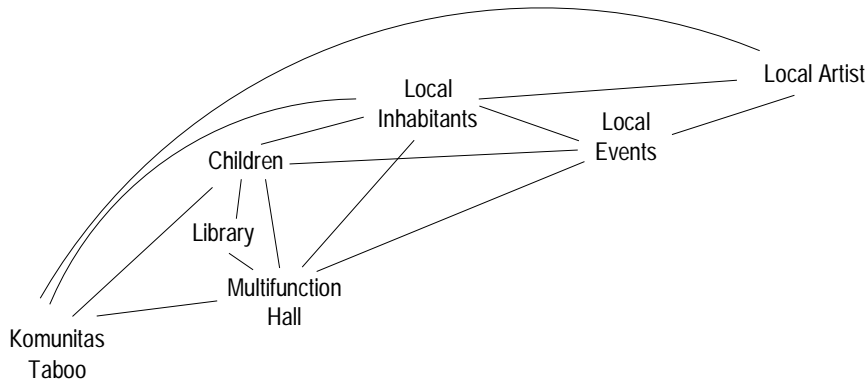 Local Artist
Local
Inhabitants
Local
Events
Children
Library
Multifunction
Hall
Komunitas
Taboo